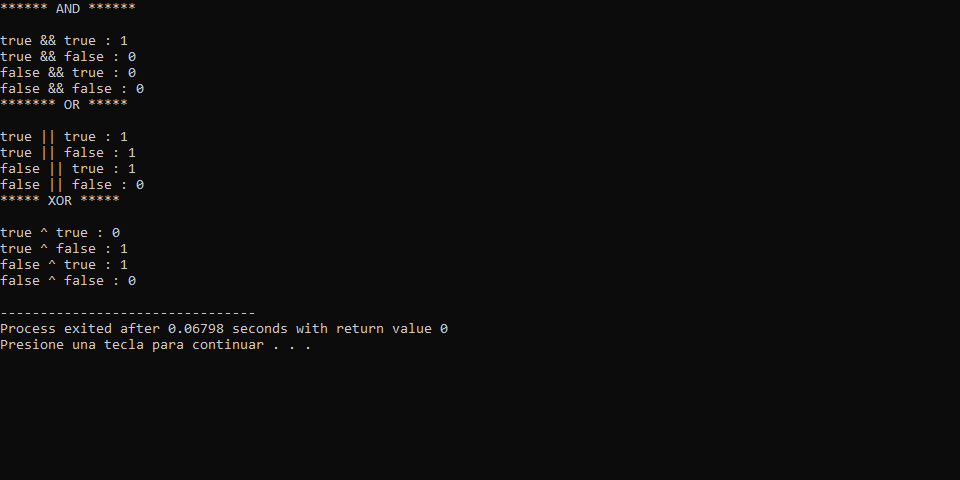 ****** AND ******
true && true : 1
true && false : 0
false && true : 0
false && false : 0
******* OR *****
true || true : 1
true || false : 1
false || true : 1
false || false : 0
***** XOR *****
true ^ true : 0
true ^ false : 1
false ^ true : 1
false ^ false : 0
--------------------------------
Process exited after 0.06798 seconds with return value 0
Presione una tecla para continuar . . .